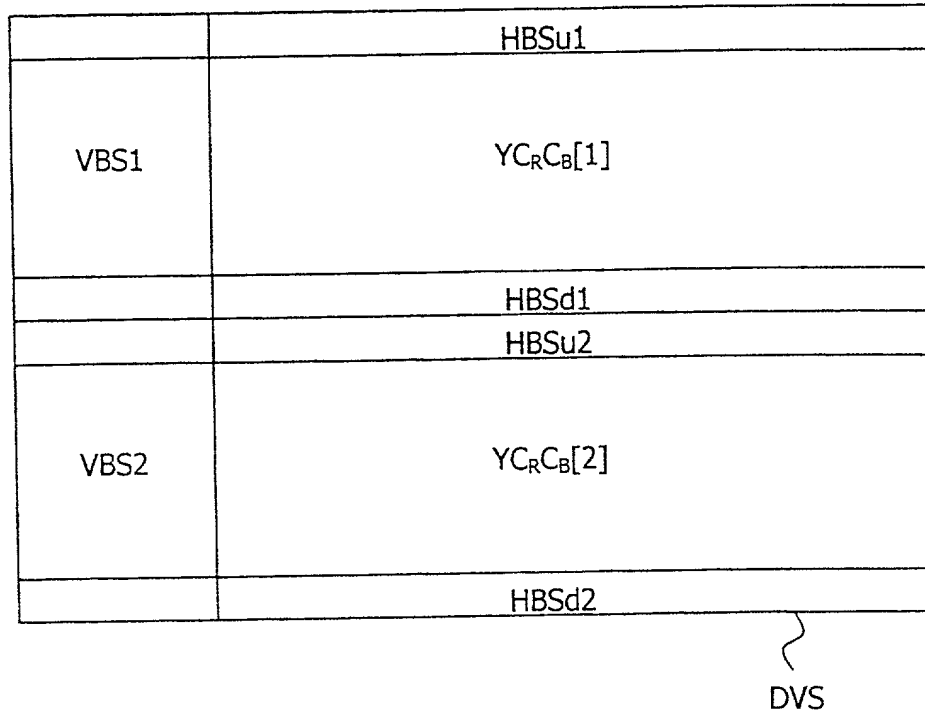 HBSu1
VBS1 YCRCB[1]
HBSd1
HBSu2
VBS2 YCRCB[2]
HBSd2
DVS